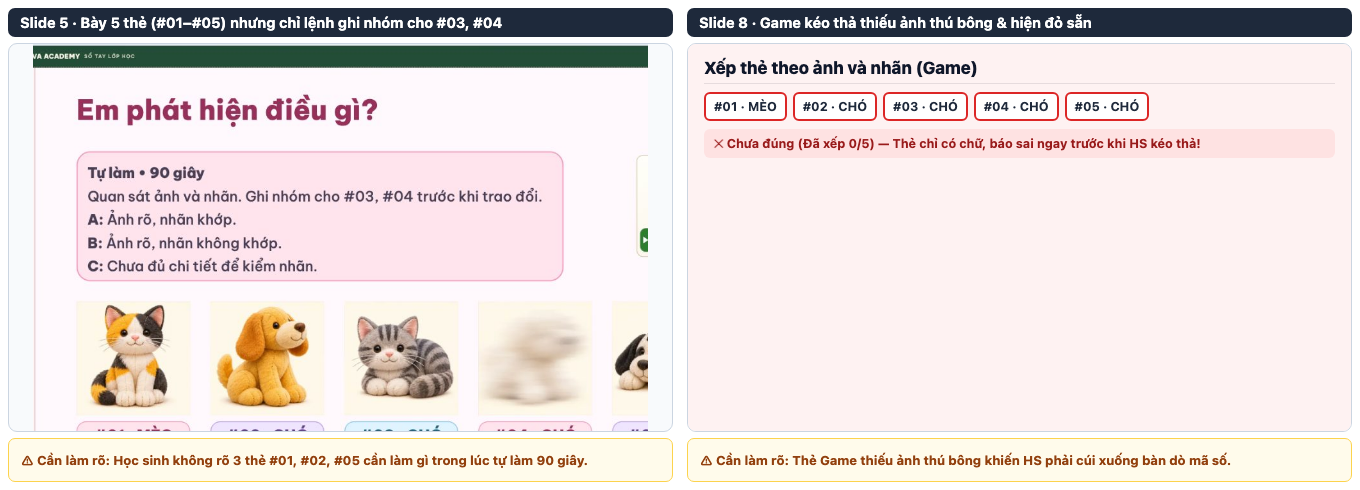 Slide 5 · Bày 5 thẻ (#01–#05) nhưng chỉ lệnh ghi nhóm cho #03, #04
VA ACADEMY SỔ TAY LỚP HỌC
Em phát hiện điều gì?
Tự làm • 90 giây
Quan sát ảnh và nhãn. Ghi nhóm cho #03, #04 trước khi trao đổi.
A: Ảnh rõ, nhãn khớp.
B: Ảnh rõ, nhãn không khớp.
C: Chưa đủ chi tiết để kiểm nhãn.
⚠ Cần làm rõ: Học sinh không rõ 3 thẻ #01, #02, #05 cần làm gì trong lúc tự làm 90 giây.
Slide 8 · Game kéo thả thiếu ảnh thú bông & hiện đỏ sẵn
Xếp thẻ theo ảnh và nhãn (Game)
#01 · MÈO #02 · CHÓ #03 · CHÓ #04 · CHÓ #05 · CHÓ
✕ Chưa đúng (Đã xếp 0/5) — Thẻ chỉ có chữ, báo sai ngay trước khi HS kéo thả!
⚠ Cần làm rõ: Thẻ Game thiếu ảnh thú bông khiến HS phải cúi xuống bàn dò mã số.